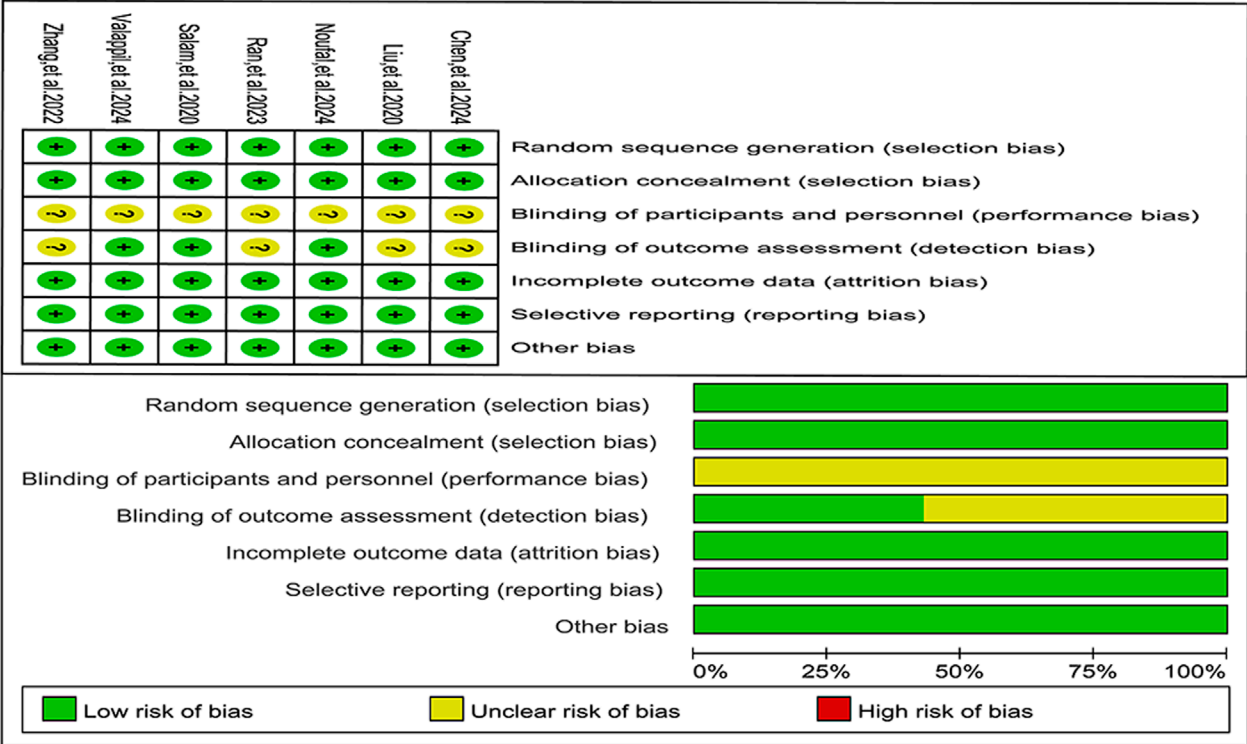 Zhang,et al.2022
Valappil,et al.2024
Salam,et al.2020
Ran,et al.2023
Noufal,et al.2024
Liu,et al.2020
Chen,et al.2024
+ + + + + + + Random sequence generation (selection bias)
+ + + + + + + Allocation concealment (selection bias)
? ? ? ? ? ? ? Blinding of participants and personnel (performance bias)
? + + ? + ? ? Blinding of outcome assessment (detection bias)
+ + + + + + + Incomplete outcome data (attrition bias)
+ + + + + + + Selective reporting (reporting bias)
+ + + + + + + Other bias
Random sequence generation (selection bias)
Allocation concealment (selection bias)
Blinding of participants and personnel (performance bias)
Blinding of outcome assessment (detection bias)
Incomplete outcome data (attrition bias)
Selective reporting (reporting bias)
Other bias
0% 25% 50% 75% 100%
Low risk of bias Unclear risk of bias High risk of bias